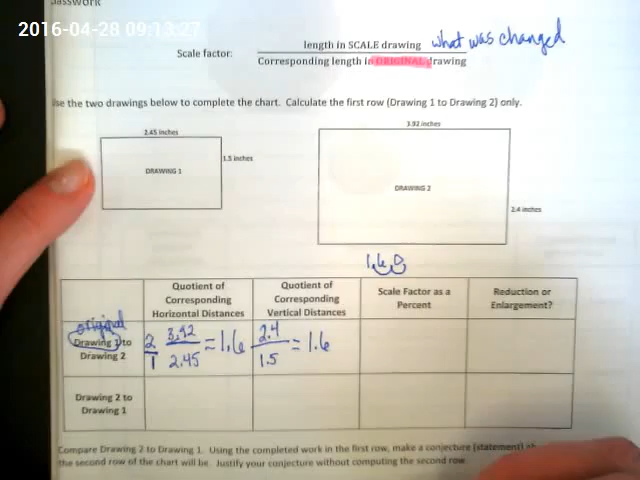 asswork
2016-04-28 09:13:27
Scale factor: length in SCALE drawing what was changed
Corresponding length in ORIGINAL drawing
se the two drawings below to complete the chart. Calculate the first row (Drawing 1 to Drawing 2) only.
2.45 inches
1.5 inches
DRAWING 1
3.92 inches
DRAWING 2
2.4 inches
1.60
Quotient of Corresponding Horizontal Distances
Quotient of Corresponding Vertical Distances
Scale Factor as a Percent
Reduction or Enlargement?
original
Drawing 1 to Drawing 2
2/1 3.92/2.45 = 1.6
2.4/1.5 = 1.6
Drawing 2 to Drawing 1
Compare Drawing 2 to Drawing 1. Using the completed work in the first row, make a conjecture (statement)
the second row of the chart will be. Justify your conjecture without computing the second row.